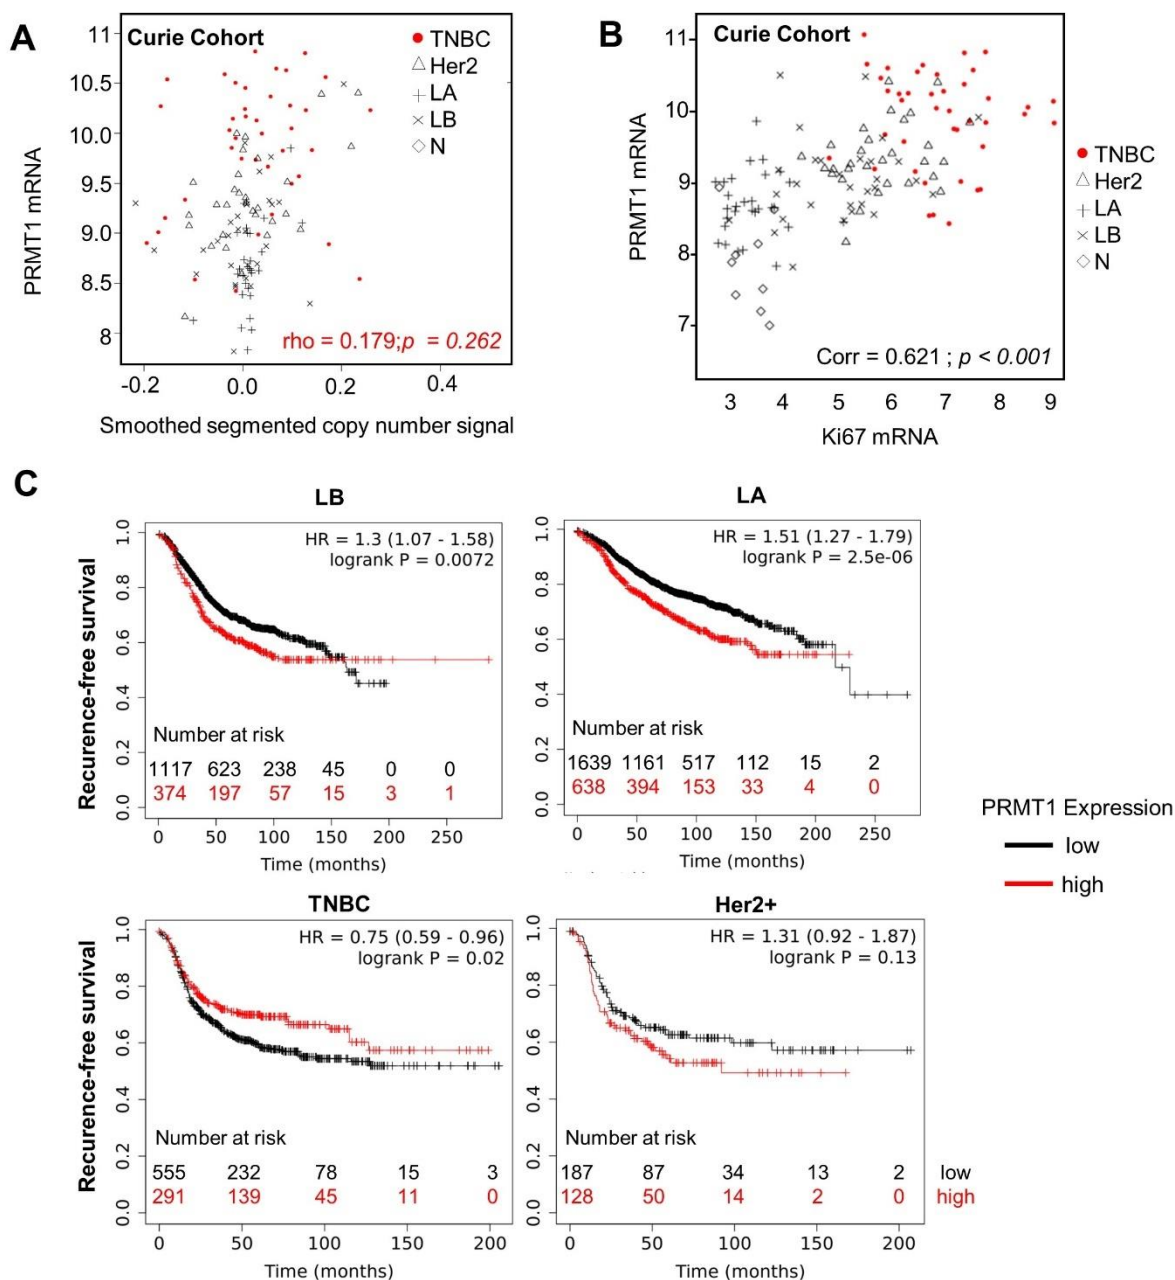 A
Curie Cohort
TNBC
Her2
LA
LB
N
PRMT1 mRNA
11
10.5
10.0
9.5
9.0
8.5
8
rho = 0.179;p = 0.262
-0.2 0.0 0.2 0.4
Smoothed segmented copy number signal
B
Curie Cohort
TNBC
Her2
LA
LB
N
PRMT1 mRNA
11
10
9
8
7
Corr = 0.621 ; p < 0.001
3 4 5 6 7 8 9
Ki67 mRNA
C
LB
HR = 1.3 (1.07 - 1.58)
logrank P = 0.0072
Recurence-free survival
1.0
0.8
0.6
0.4
0.2
0.0
Number at risk
1117 623 238 45 0 0
374 197 57 15 3 1
0 50 100 150 200 250
Time (months)
LA
HR = 1.51 (1.27 - 1.79)
logrank P = 2.5e-06
1.0
0.8
0.6
0.4
0.2
0.0
Number at risk
1639 1161 517 112 15 2
638 394 153 33 4 0
0 50 100 150 200 250
Time (months)
PRMT1 Expression
low
high
TNBC
HR = 0.75 (0.59 - 0.96)
logrank P = 0.02
Recurence-free survival
1.0
0.8
0.6
0.4
0.2
0.0
Number at risk
555 232 78 15 3
291 139 45 11 0
0 50 100 150 200
Time (months)
Her2+
HR = 1.31 (0.92 - 1.87)
logrank P = 0.13
1.0
0.8
0.6
0.4
0.2
0.0
Number at risk
187 87 34 13 2 low
128 50 14 2 0 high
0 50 100 150 200
Time (months)